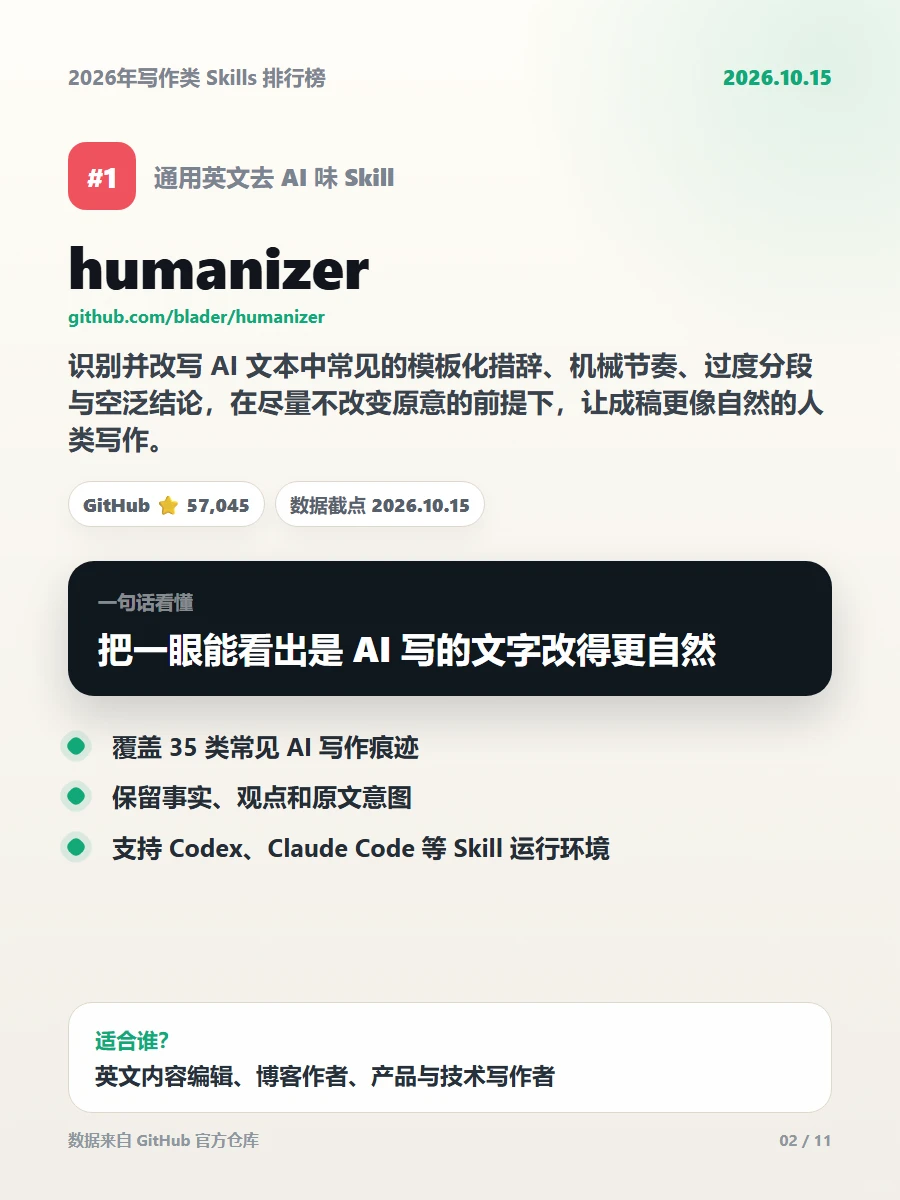 2026年写作类 Skills 排行榜
2026.10.15
#1
通用英文去 AI 味 Skill
humanizer
github.com/blader/humanizer
识别并改写 AI 文本中常见的模板化措辞、机械节奏、过度分段
与空泛结论，在尽量不改变原意的前提下，让成稿更像自然的人
类写作。
GitHub ⭐ 57,045
数据截点 2026.10.15
一句话看懂
把一眼能看出是 AI 写的文字改得更自然
覆盖 35 类常见 AI 写作痕迹
保留事实、观点和原文意图
支持 Codex、Claude Code 等 Skill 运行环境
适合谁？
英文内容编辑、博客作者、产品与技术写作者
数据来自 GitHub 官方仓库
02 / 11